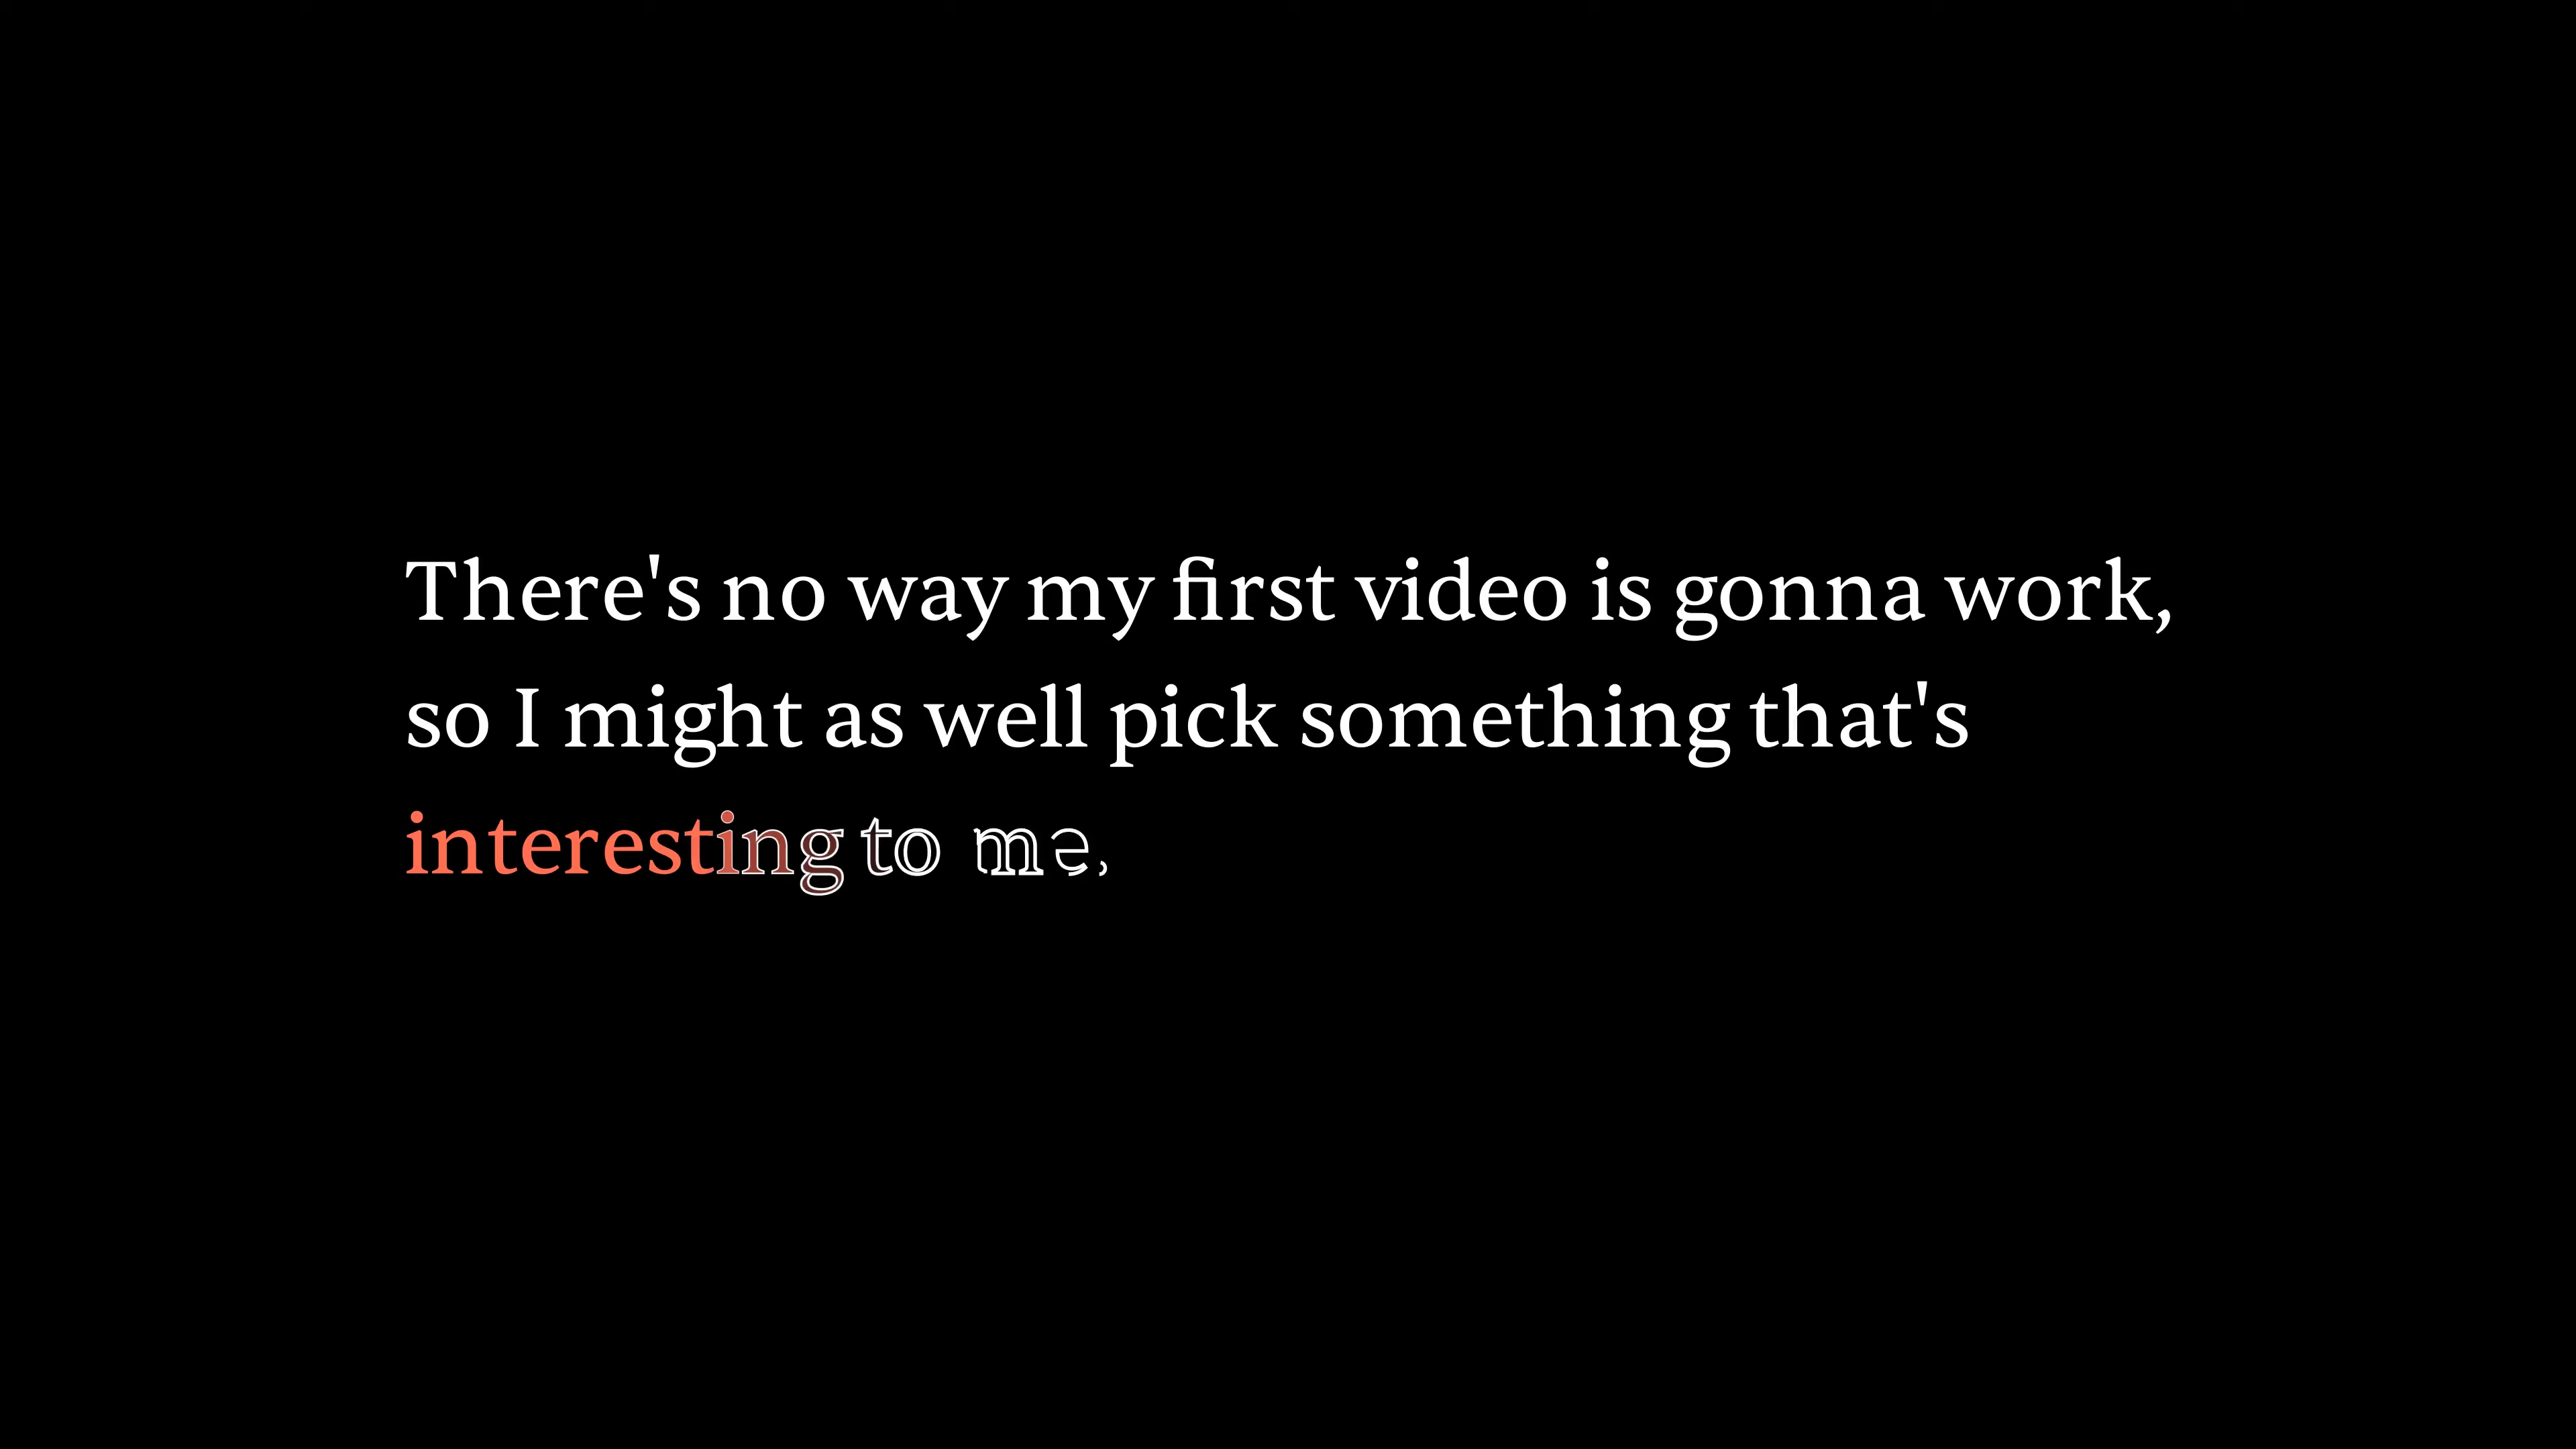 There's no way my first video is gonna work,
so I might as well pick something that's
interesting to me,